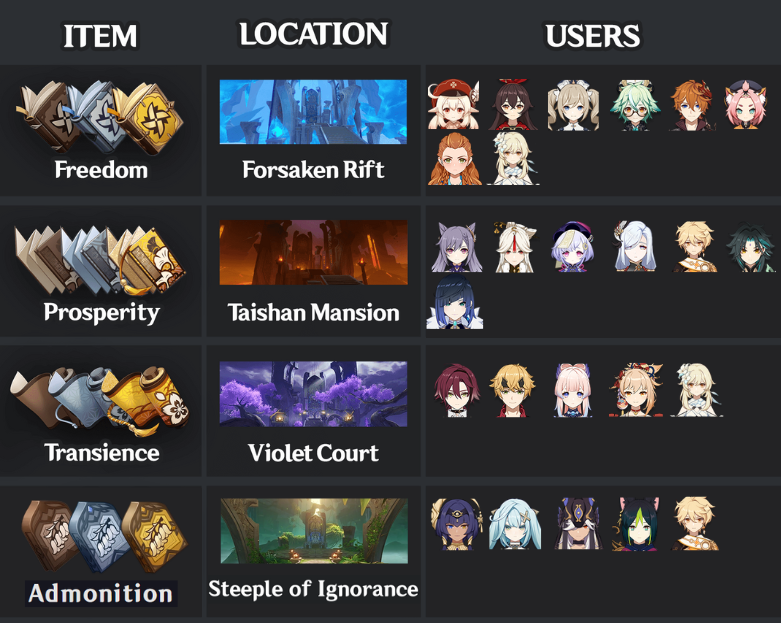 ITEM LOCATION USERS
Freedom Forsaken Rift
Prosperity Taishan Mansion
Transience Violet Court
Admonition Steeple of Ignorance